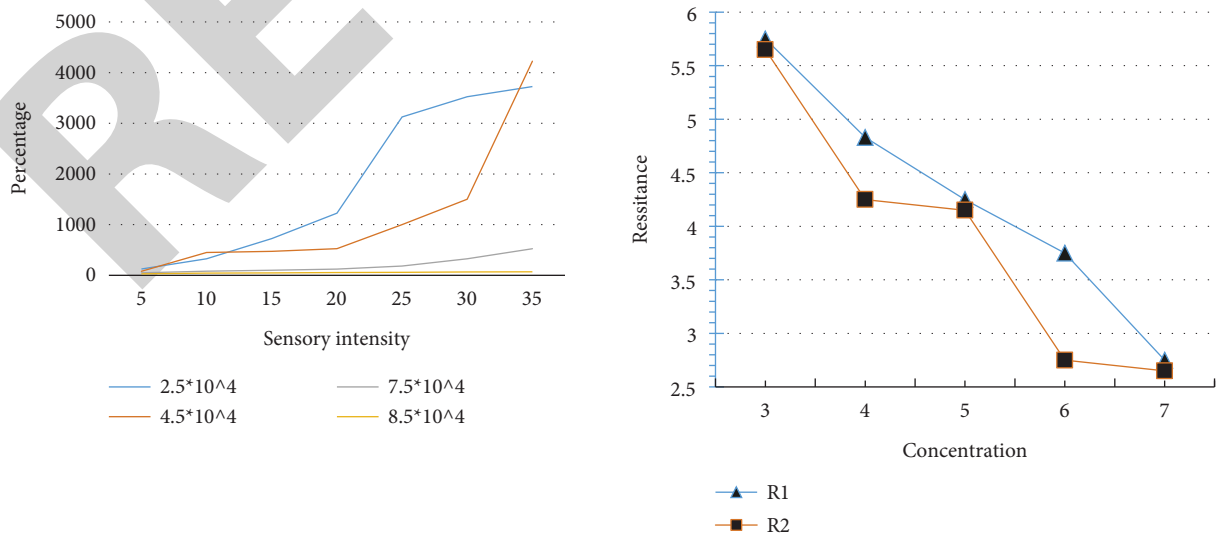 5000
4000
3000
2000
1000
0
Percentage
5 10 15 20 25 30 35
Sensory intensity
2.5*10^4 7.5*10^4
4.5*10^4 8.5*10^4
6
5.5
5
4.5
4
3.5
3
2.5
Ressitance
3 4 5 6 7
Concentration
R1
R2
RE